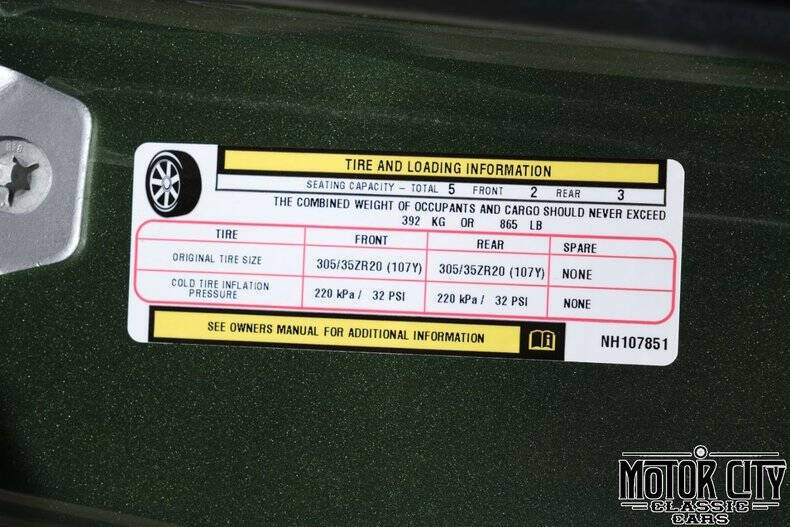 TIRE AND LOADING INFORMATION
SEATING CAPACITY – TOTAL 5 FRONT 2 REAR 3
THE COMBINED WEIGHT OF OCCUPANTS AND CARGO SHOULD NEVER EXCEED
392 KG OR 865 LB
TIRE FRONT REAR SPARE
ORIGINAL TIRE SIZE 305/35ZR20 (107Y) 305/35ZR20 (107Y) NONE
COLD TIRE INFLATION
PRESSURE 220 kPa / 32 PSI 220 kPa / 32 PSI NONE
SEE OWNERS MANUAL FOR ADDITIONAL INFORMATION
NH107851
MOTOR CITY
CLASSIC
CARS